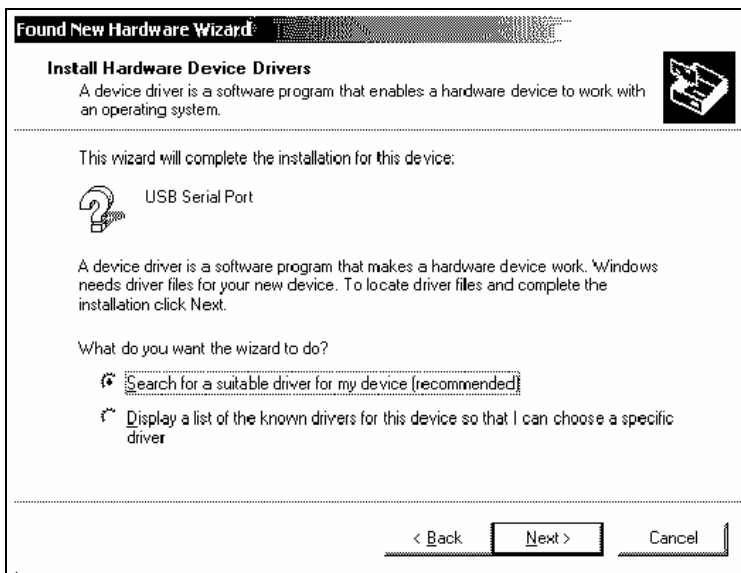 Found New Hardware Wizard
Install Hardware Device Drivers
A device driver is a software program that enables a hardware device to work with
an operating system.
This wizard will complete the installation for this device:
USB Serial Port
A device driver is a software program that makes a hardware device work. Windows
needs driver files for your new device. To locate driver files and complete the
installation click Next.
What do you want the wizard to do?
Search for a suitable driver for my device (recommended)
Display a list of the known drivers for this device so that I can choose a specific
driver
< Back Next > Cancel